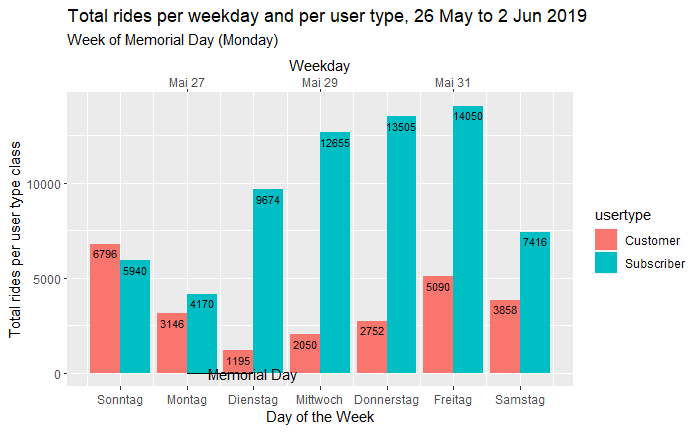 Total rides per weekday and per user type, 26 May to 2 Jun 2019
Week of Memorial Day (Monday)
Weekday
Mai 27 Mai 29 Mai 31
Total rides per user type class
10000
5000
0
6796
5940
3146
4170
1195
9674
2050
12655
2752
13505
5090
14050
3858
7416
Memorial Day
Sonntag Montag Dienstag Mittwoch Donnerstag Freitag Samstag
Day of the Week
usertype
Customer
Subscriber